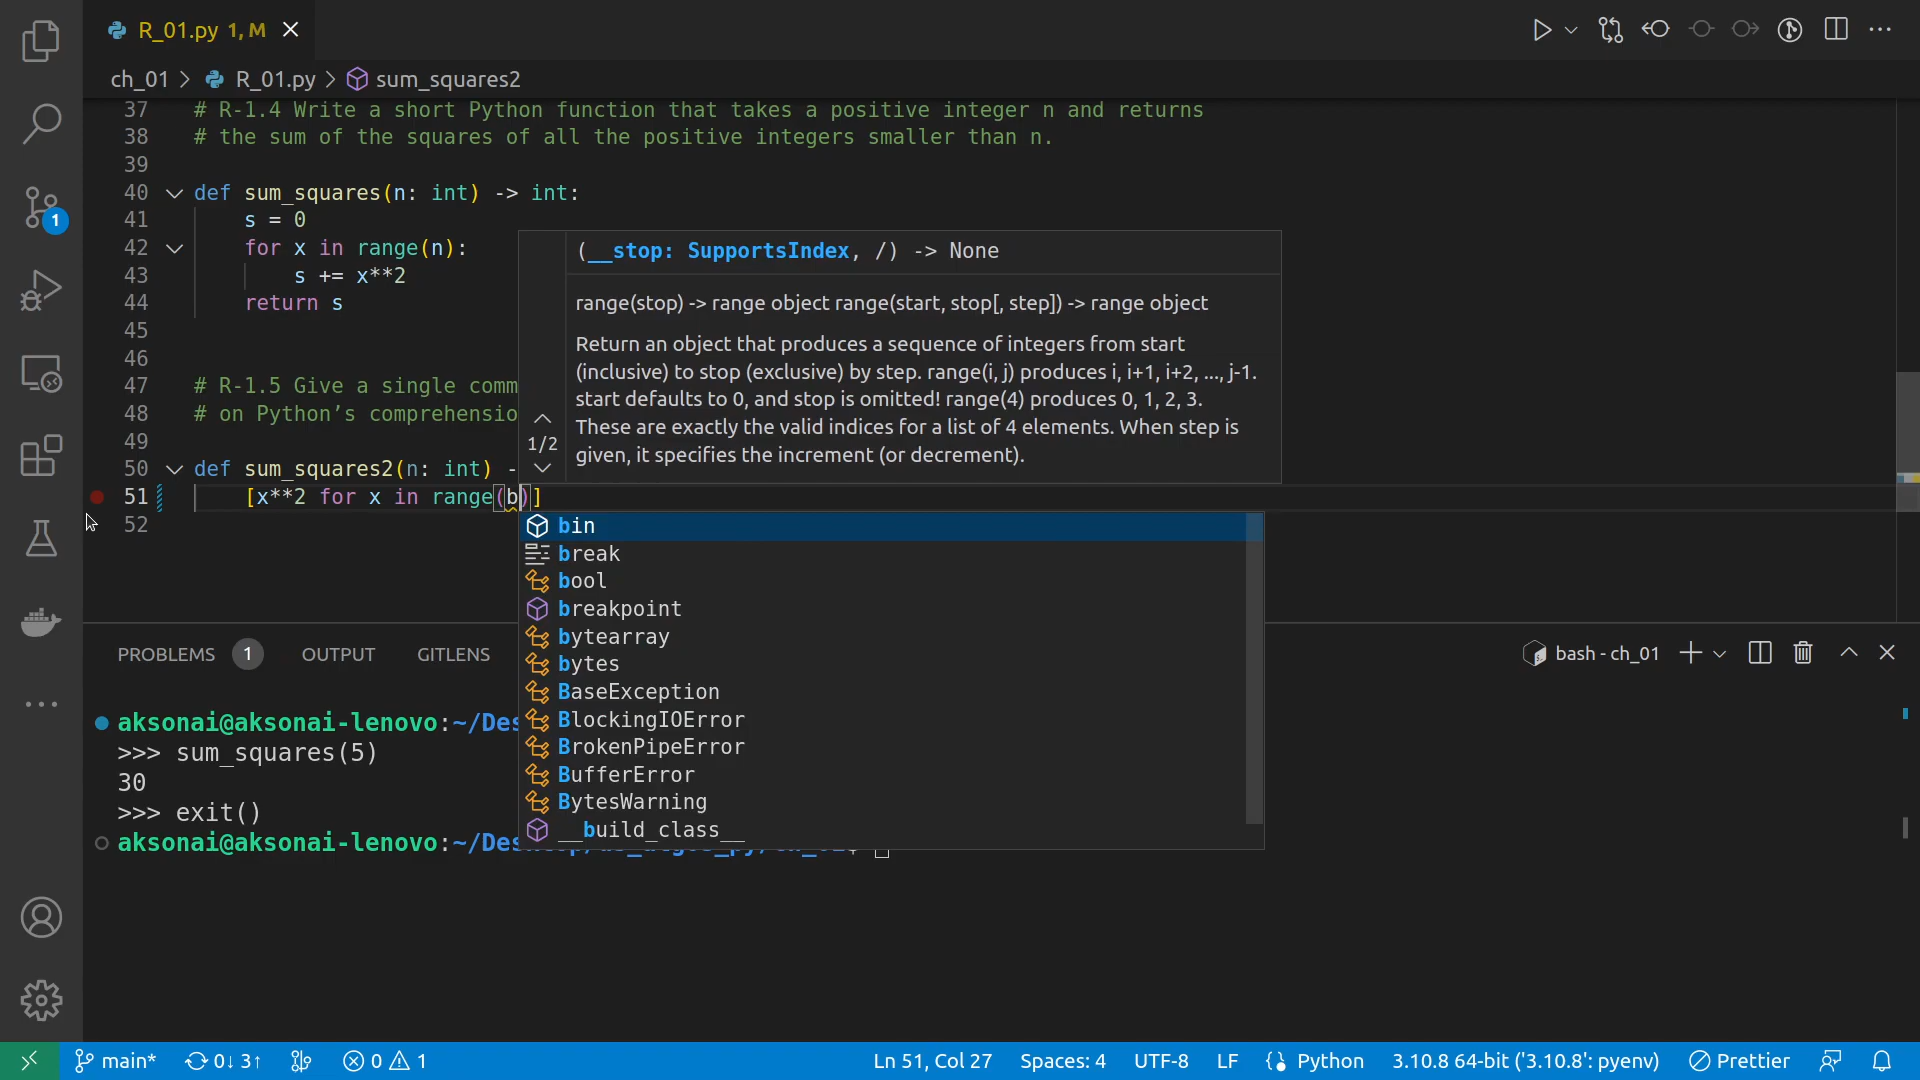 R_01.py 1, M
ch_01 > R_01.py > sum_squares2
37 # R-1.4 Write a short Python function that takes a positive integer n and returns
38 # the sum of the squares of all the positive integers smaller than n.
39
40 def sum_squares(n: int) -> int:
41 s = 0
42 for x in range(n):
43 s += x**2
44 return s
45
46
47 # R-1.5 Give a single comm
48 # on Python’s comprehensio
49
50 def sum_squares2(n: int) -
51 [x**2 for x in range(b)]
52
(__stop: SupportsIndex, /) -> None
range(stop) -> range object range(start, stop[, step]) -> range object
Return an object that produces a sequence of integers from start
(inclusive) to stop (exclusive) by step. range(i, j) produces i, i+1, i+2, ..., j-1.
start defaults to 0, and stop is omitted! range(4) produces 0, 1, 2, 3.
These are exactly the valid indices for a list of 4 elements. When step is
given, it specifies the increment (or decrement).
1/2
bin
break
bool
breakpoint
bytearray
bytes
BaseException
BlockingIOError
BrokenPipeError
BufferError
BytesWarning
__build_class__
1
PROBLEMS 1 OUTPUT GITLENS
bash - ch_01
aksonai@aksonai-lenovo:~/Des
>>> sum_squares(5)
30
>>> exit()
aksonai@aksonai-lenovo:~/Des
main* 0↓ 3↑ 0 1
Ln 51, Col 27 Spaces: 4 UTF-8 LF Python 3.10.8 64-bit ('3.10.8': pyenv) Prettier